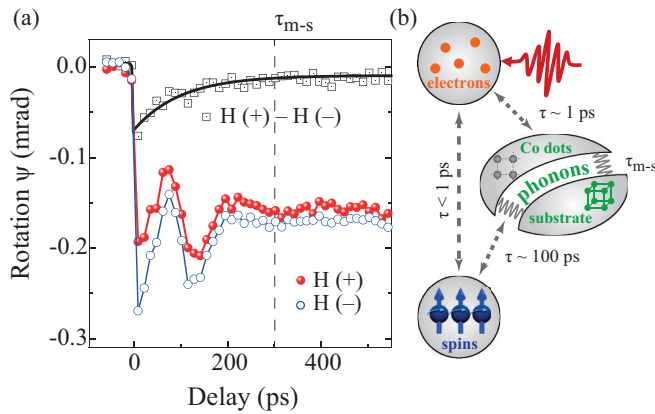 (a)
τm-s
0.0
-0.1
-0.2
-0.3
Rotation ψ (mrad)
H (+) – H (–)
H (+)
H (–)
0
200
400
Delay (ps)
(b)
electrons
τ ~ 1 ps
τ < 1 ps
Co dots
phonons
substrate
τm-s
τ ~ 100 ps
spins